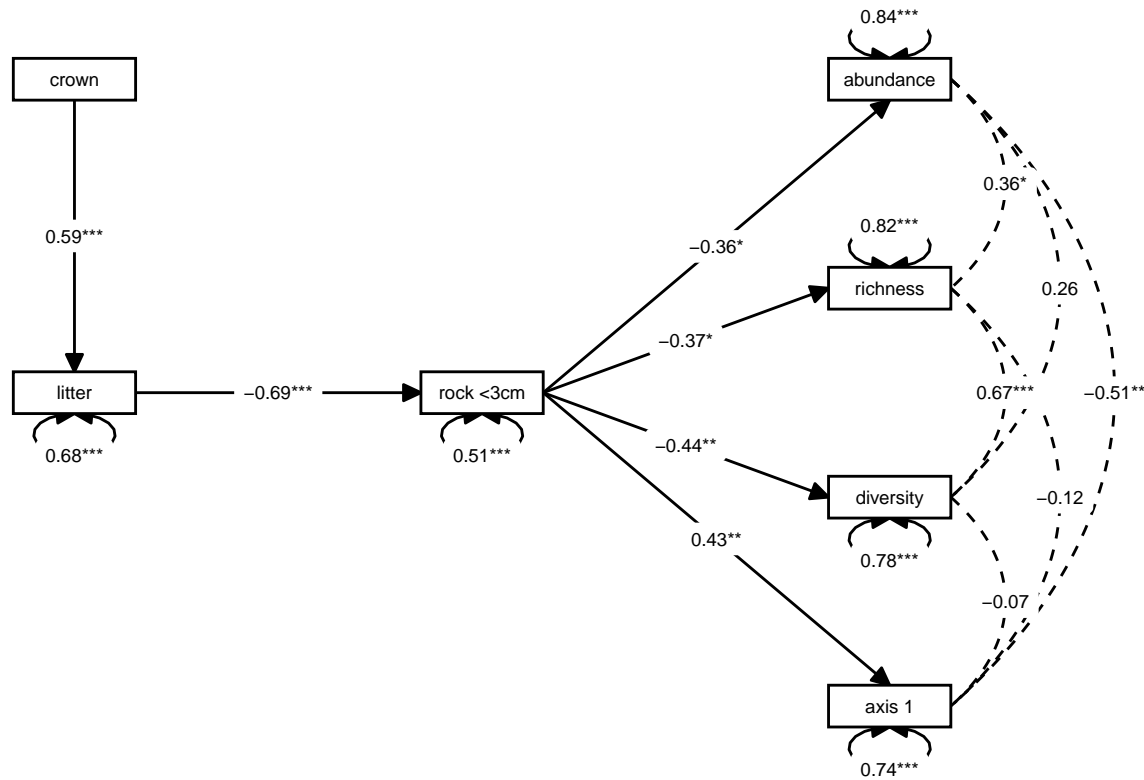 0.84***
crown
abundance
0.36*
0.59***
0.82***
−0.36*
richness
0.26
−0.37*
litter
−0.69***
rock <3cm
0.67***
−0.51**
0.68***
0.51***
−0.44**
diversity
−0.12
0.43**
0.78***
−0.07
axis 1
0.74***